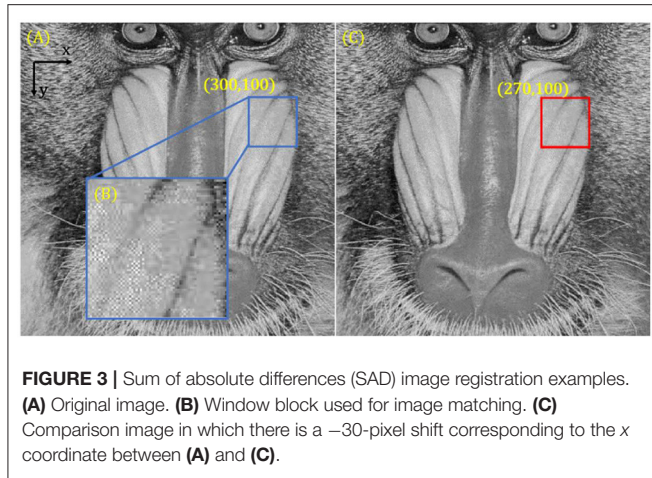 (A)
x
y
(300,100)
(B)
(C)
(270,100)
FIGURE 3 | Sum of absolute differences (SAD) image registration examples.
(A) Original image. (B) Window block used for image matching. (C)
Comparison image in which there is a −30-pixel shift corresponding to the x
coordinate between (A) and (C).